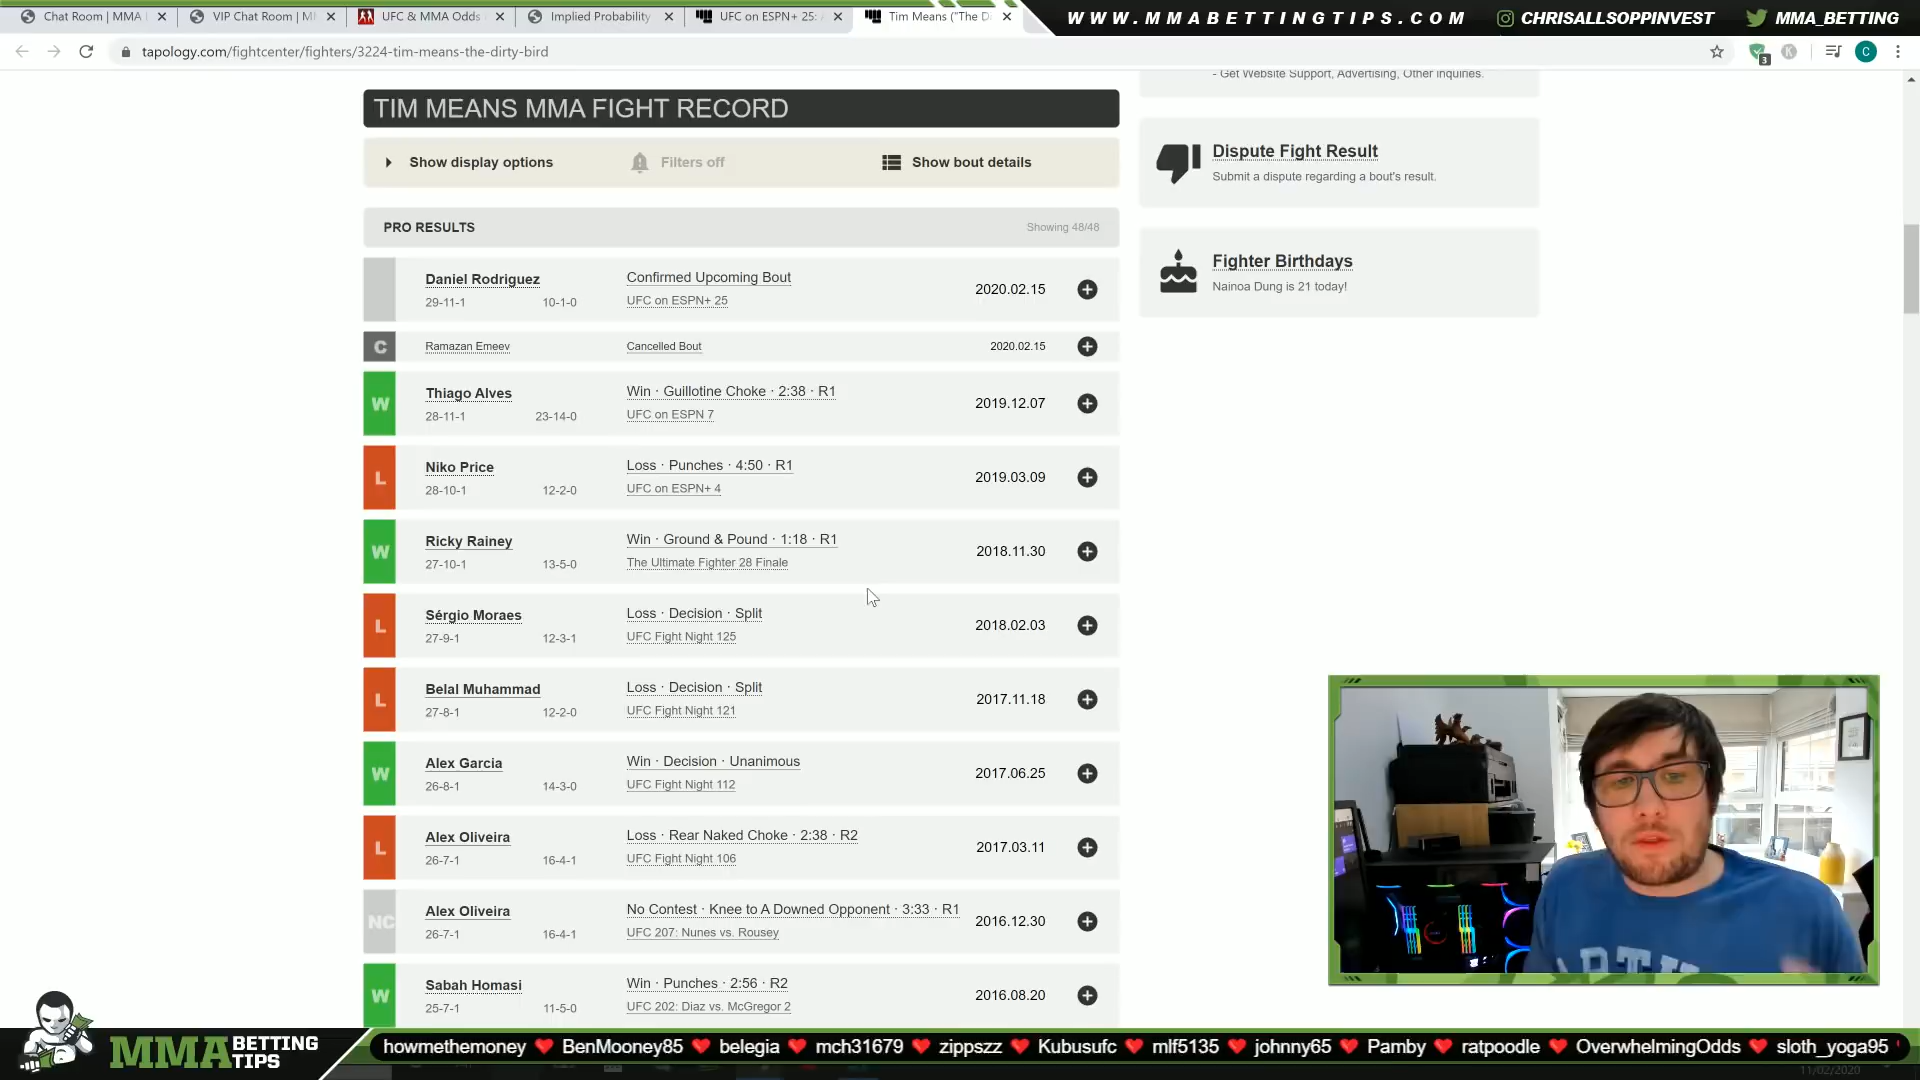 Chat Room | MMA
VIP Chat Room | M
UFC & MMA Odds
Implied Probability
UFC on ESPN+ 25:
Tim Means ("The D
WWW.MMABETTINGTIPS.COM
CHRISALLSOPPINVEST
MMA_BETTING
tapology.com/fightcenter/fighters/3224-tim-means-the-dirty-bird
3
K
C
- Get Website Support, Advertising, Other Inquiries.
TIM MEANS MMA FIGHT RECORD
Show display options
Filters off
Show bout details
Dispute Fight Result
Submit a dispute regarding a bout's result.
PRO RESULTS
Showing 48/48
Fighter Birthdays
Nainoa Dung is 21 today!
Daniel Rodriguez Confirmed Upcoming Bout 2020.02.15
29-11-1 10-1-0 UFC on ESPN+ 25
C Ramazan Emeev Cancelled Bout 2020.02.15
W Thiago Alves Win · Guillotine Choke · 2:38 · R1 2019.12.07
28-11-1 23-14-0 UFC on ESPN 7
L Niko Price Loss · Punches · 4:50 · R1 2019.03.09
28-10-1 12-2-0 UFC on ESPN+ 4
W Ricky Rainey Win · Ground & Pound · 1:18 · R1 2018.11.30
27-10-1 13-5-0 The Ultimate Fighter 28 Finale
L Sérgio Moraes Loss · Decision · Split 2018.02.03
27-9-1 12-3-1 UFC Fight Night 125
L Belal Muhammad Loss · Decision · Split 2017.11.18
27-8-1 12-2-0 UFC Fight Night 121
W Alex Garcia Win · Decision · Unanimous 2017.06.25
26-8-1 14-3-0 UFC Fight Night 112
L Alex Oliveira Loss · Rear Naked Choke · 2:38 · R2 2017.03.11
26-7-1 16-4-1 UFC Fight Night 106
NC Alex Oliveira No Contest · Knee to A Downed Opponent · 3:33 · R1 2016.12.30
26-7-1 16-4-1 UFC 207: Nunes vs. Rousey
W Sabah Homasi Win · Punches · 2:56 · R2 2016.08.20
25-7-1 11-5-0 UFC 202: Diaz vs. McGregor 2
MMA BETTING TIPS
howmethemoney ❤ BenMooney85 ❤ belegia ❤ mch31679 ❤ zippszz ❤ Kubusufc ❤ mlf5135 ❤ johnny65 ❤ Pamby ❤ ratpoodle ❤ OverwhelmingOdds ❤ sloth_yoga95
11/02/2020